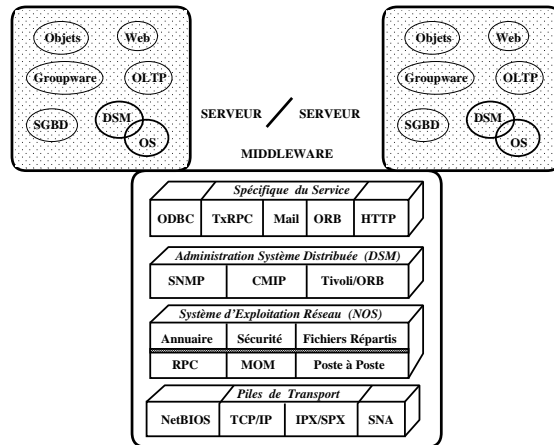 Objets Web
Groupware OLTP
SGBD DSM
OS
Objets Web
Groupware OLTP
SGBD DSM
OS
SERVEUR / SERVEUR
MIDDLEWARE
Spécifique du Service
ODBC TxRPC Mail ORB HTTP
Administration Système Distribuée (DSM)
SNMP CMIP Tivoli/ORB
Système d'Exploitation Réseau (NOS)
Annuaire Sécurité Fichiers Répartis
RPC MOM Poste à Poste
Piles de Transport
NetBIOS TCP/IP IPX/SPX SNA